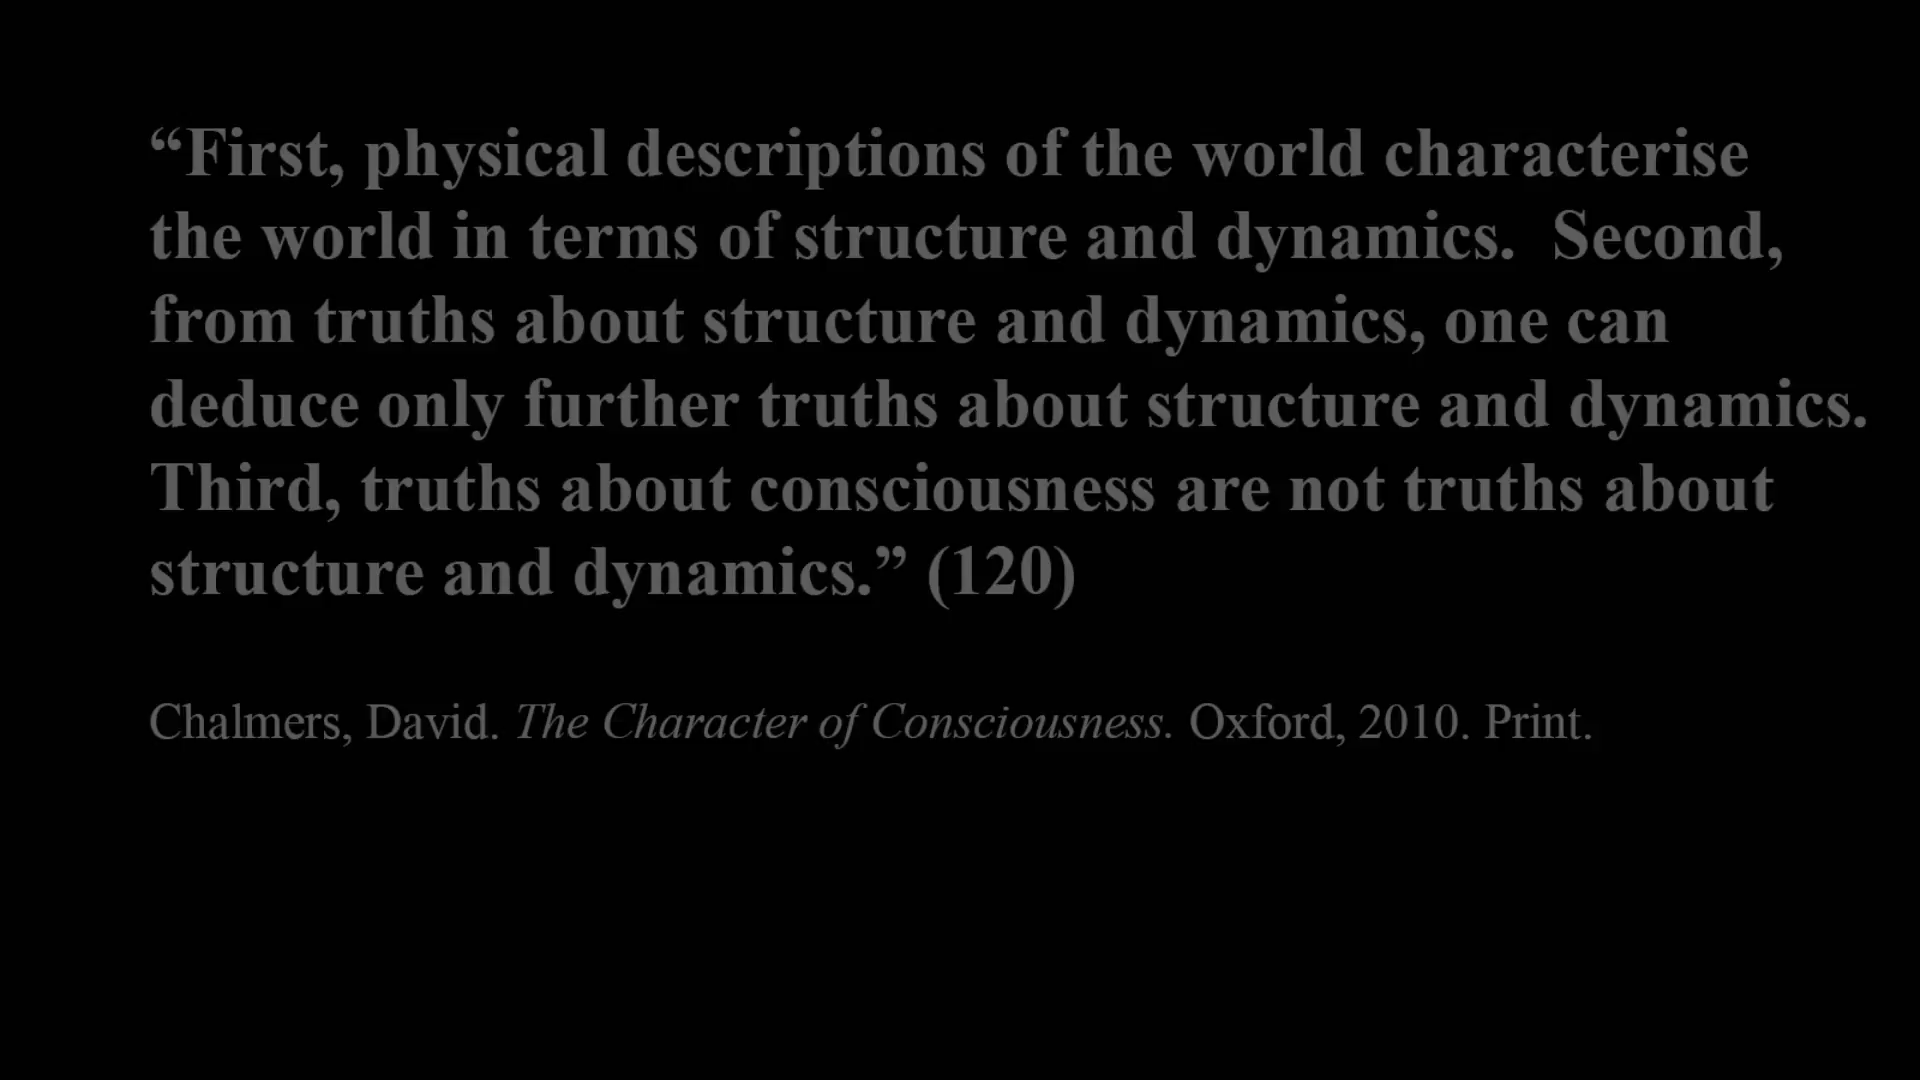 “First, physical descriptions of the world characterise
the world in terms of structure and dynamics.  Second,
from truths about structure and dynamics, one can
deduce only further truths about structure and dynamics.
Third, truths about consciousness are not truths about
structure and dynamics.” (120)
Chalmers, David. The Character of Consciousness. Oxford, 2010. Print.